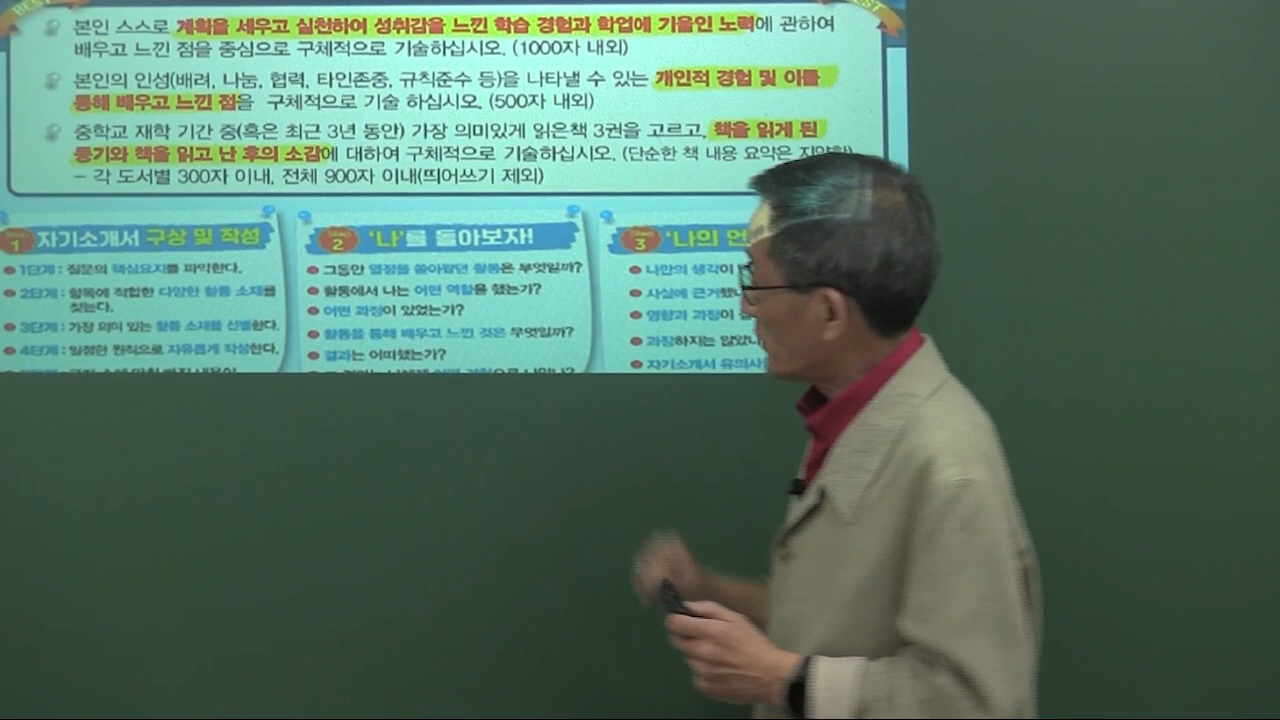 BEST
본인 스스로 계획을 세우고 실천하여 성취감을 느낀 학습 경험과 학업에 기울인 노력에 관하여
배우고 느낀 점을 중심으로 구체적으로 기술하십시오. (1000자 내외)
본인의 인성(배려, 나눔, 협력, 타인존중, 규칙준수 등)을 나타낼 수 있는 개인적 경험 및 이를
통해 배우고 느낀 점을 구체적으로 기술 하십시오. (500자 내외)
중학교 재학 기간 중(혹은 최근 3년 동안) 가장 의미있게 읽은책 3권을 고르고, 책을 읽게 된
동기와 책을 읽고 난 후의 소감에 대하여 구체적으로 기술하십시오. (단순한 책 내용 요약은 지양함)
- 각 도서별 300자 이내, 전체 900자 이내(띄어쓰기 제외)
1 자기소개서 구상 및 작성
1단계 : 질문의 핵심요지를 파악한다.
2단계 : 항목에 적합한 다양한 활동 소재를
찾는다.
3단계 : 가장 의미 있는 활동 소재를 선별한다.
4단계 : 일정한 원칙으로 자유롭게 작성한다.
2 '나'를 돌아보자!
그동안 열정을 쏟아왔던 활동은 무엇일까?
활동에서 나는 어떤 역할을 했는가?
어떤 과정이 있었는가?
활동을 통해 배우고 느낀 것은 무엇일까?
결과는 어떠했는가?
3 '나의
나만의 생각이
사실에 근거했
영향과 과정이
과장하지는 않았
자기소개서 유의사